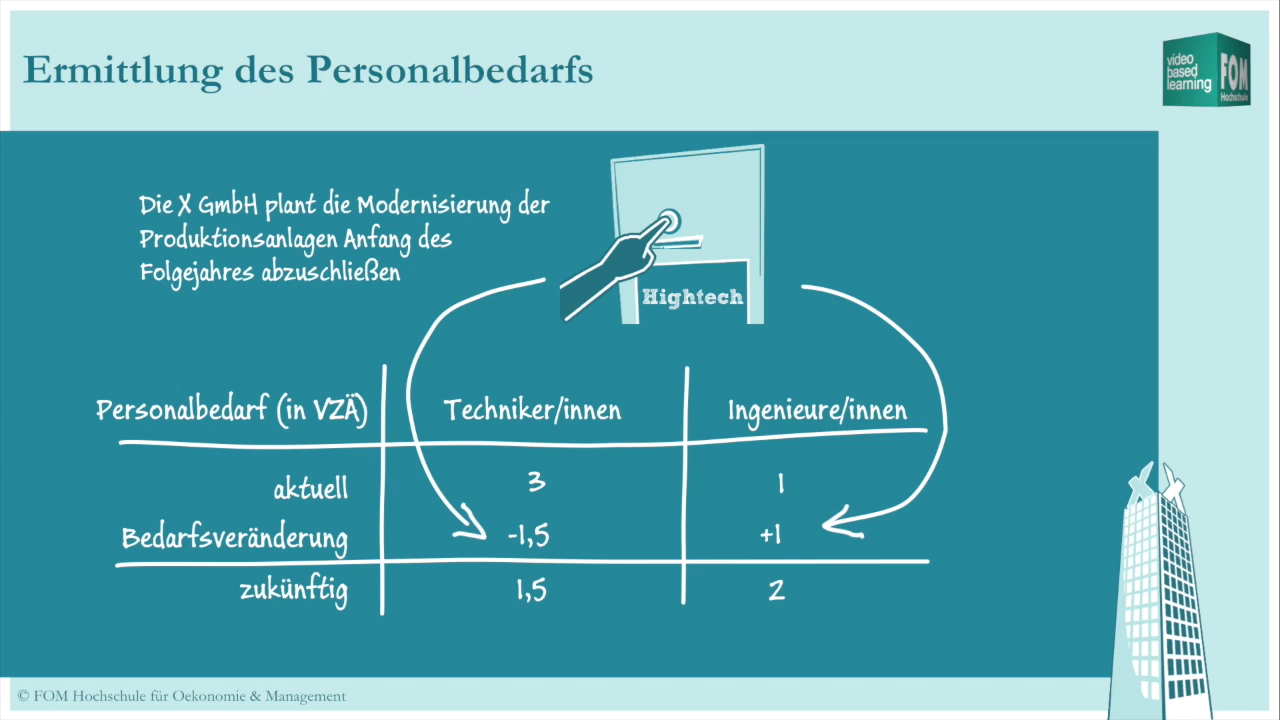 Ermittlung des Personalbedarfs
video
based
learning
FOM
Hochschule
Die X GmbH plant die Modernisierung der
Produktionsanlagen Anfang des
Folgejahres abzuschließen
Hightech
Personalbedarf (in VZÄ) Techniker/innen Ingenieure/innen
aktuell 3 1
Bedarfsveränderung -1,5 +1
zukünftig 1,5 2
© FOM Hochschule für Oekonomie & Management